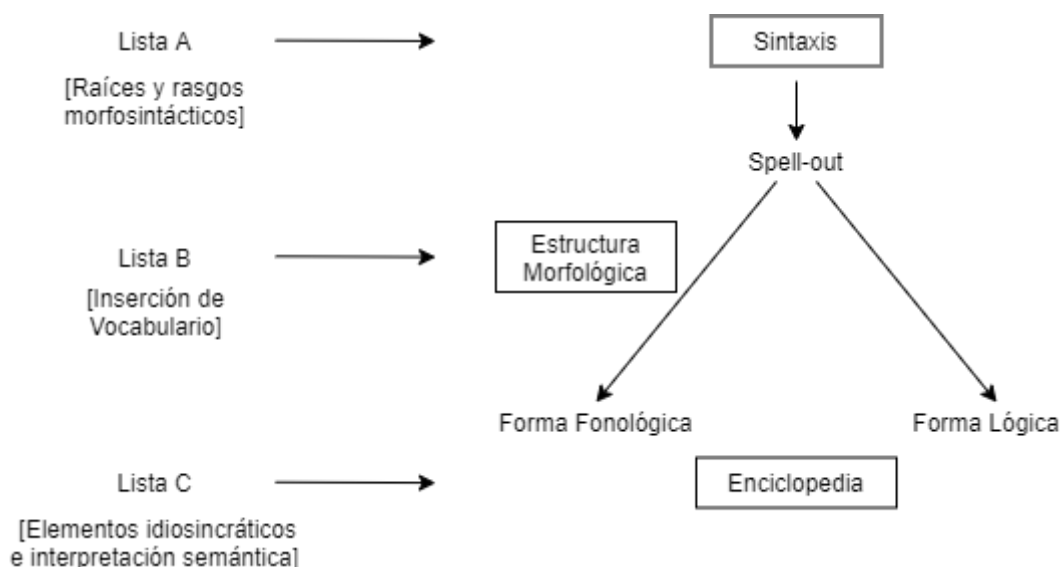 Lista A
Sintaxis
[Raíces y rasgos
morfosintácticos]
Spell-out
Lista B
Estructura
Morfológica
[Inserción de
Vocabulario]
Forma Fonológica
Forma Lógica
Lista C
Enciclopedia
[Elementos idiosincráticos
e interpretación semántica]